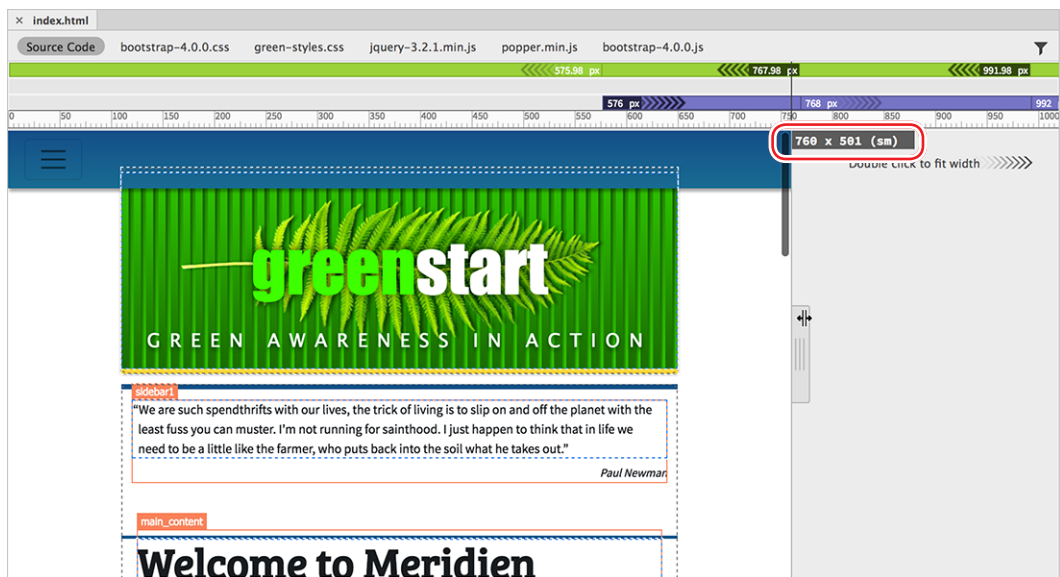 × index.html
Source Code bootstrap-4.0.0.css green-styles.css jquery-3.2.1.min.js popper.min.js bootstrap-4.0.0.js
575.98 px 767.98 px 991.98 px
576 px 768 px 992
0 50 100 150 200 250 300 350 400 450 500 550 600 650 700 750 800 850 900 950 1000
760 x 501 (sm)
Double click to fit width
greenstart
GREEN AWARENESS IN ACTION
sidebar1
“We are such spendthrifts with our lives, the trick of living is to slip on and off the planet with the
least fuss you can muster. I’m not running for sainthood. I just happen to think that in life we
need to be a little like the farmer, who puts back into the soil what he takes out.”
Paul Newman
main_content
Welcome to Meridien